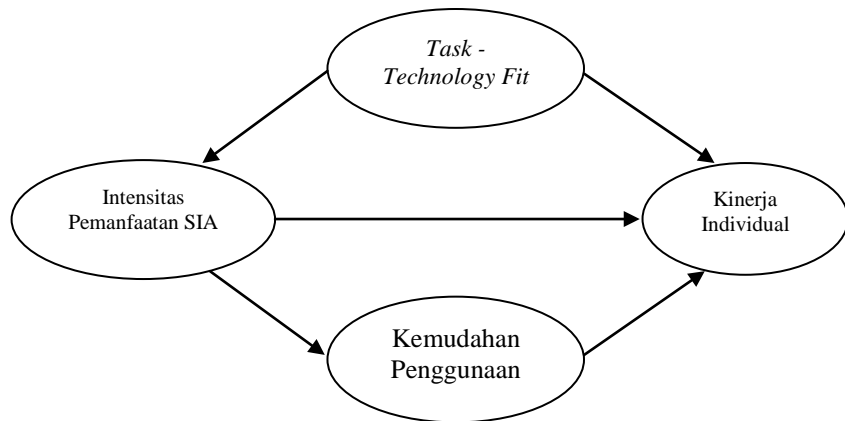 Task -
Technology Fit
Intensitas
Pemanfaatan SIA
Kinerja
Individual
Kemudahan
Penggunaan